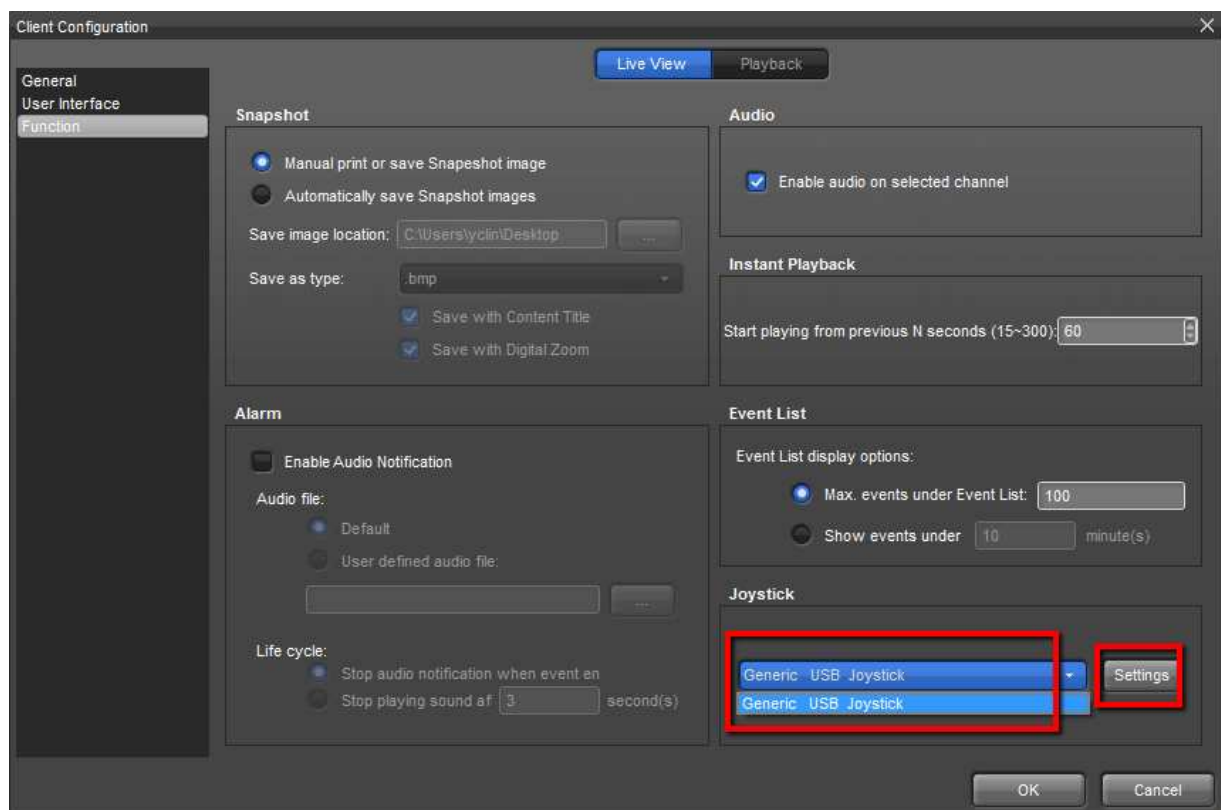 Client Configuration
Live View
Playback
General
User Interface
Function
Snapshot
Manual print or save Snapeshot image
Automatically save Snapshot images
Save image location: C:\Users\yclin\Desktop ...
Save as type: .bmp
Save with Content Title
Save with Digital Zoom
Audio
Enable audio on selected channel
Instant Playback
Start playing from previous N seconds (15~300): 60
Alarm
Enable Audio Notification
Audio file:
Default
User defined audio file:
...
Life cycle:
Stop audio notification when event en
Stop playing sound af 3 second(s)
Event List
Event List display options:
Max. events under Event List: 100
Show events under 10 minute(s)
Joystick
Generic USB Joystick
Settings
Generic USB Joystick
OK
Cancel